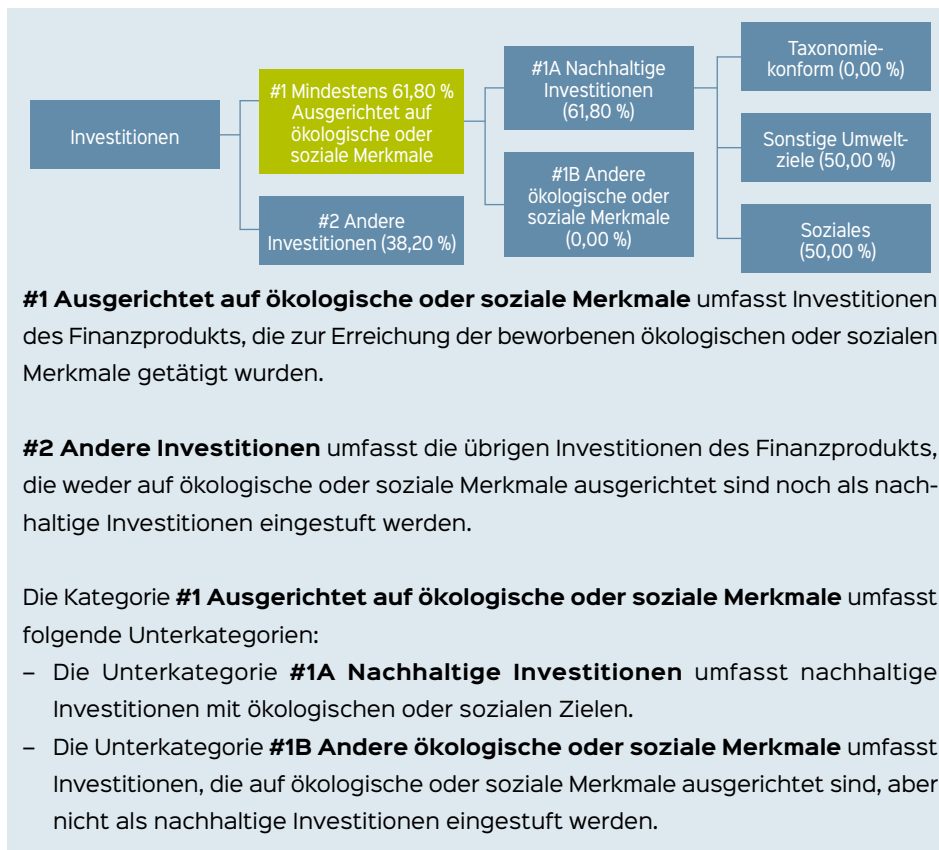 Investitionen
#1 Mindestens 61,80 %
Ausgerichtet auf
ökologische oder
soziale Merkmale
#2 Andere
Investitionen (38,20 %)
#1A Nachhaltige
Investitionen
(61,80 %)
#1B Andere
ökologische oder
soziale Merkmale
(0,00 %)
Taxonomie-
konform (0,00 %)
Sonstige Umwelt-
ziele (50,00 %)
Soziales
(50,00 %)
#1 Ausgerichtet auf ökologische oder soziale Merkmale umfasst Investitionen
des Finanzprodukts, die zur Erreichung der beworbenen ökologischen oder sozialen
Merkmale getätigt wurden.
#2 Andere Investitionen umfasst die übrigen Investitionen des Finanzprodukts,
die weder auf ökologische oder soziale Merkmale ausgerichtet sind noch als nach-
haltige Investitionen eingestuft werden.
Die Kategorie #1 Ausgerichtet auf ökologische oder soziale Merkmale umfasst
folgende Unterkategorien:
– Die Unterkategorie #1A Nachhaltige Investitionen umfasst nachhaltige
Investitionen mit ökologischen oder sozialen Zielen.
– Die Unterkategorie #1B Andere ökologische oder soziale Merkmale umfasst
Investitionen, die auf ökologische oder soziale Merkmale ausgerichtet sind, aber
nicht als nachhaltige Investitionen eingestuft werden.